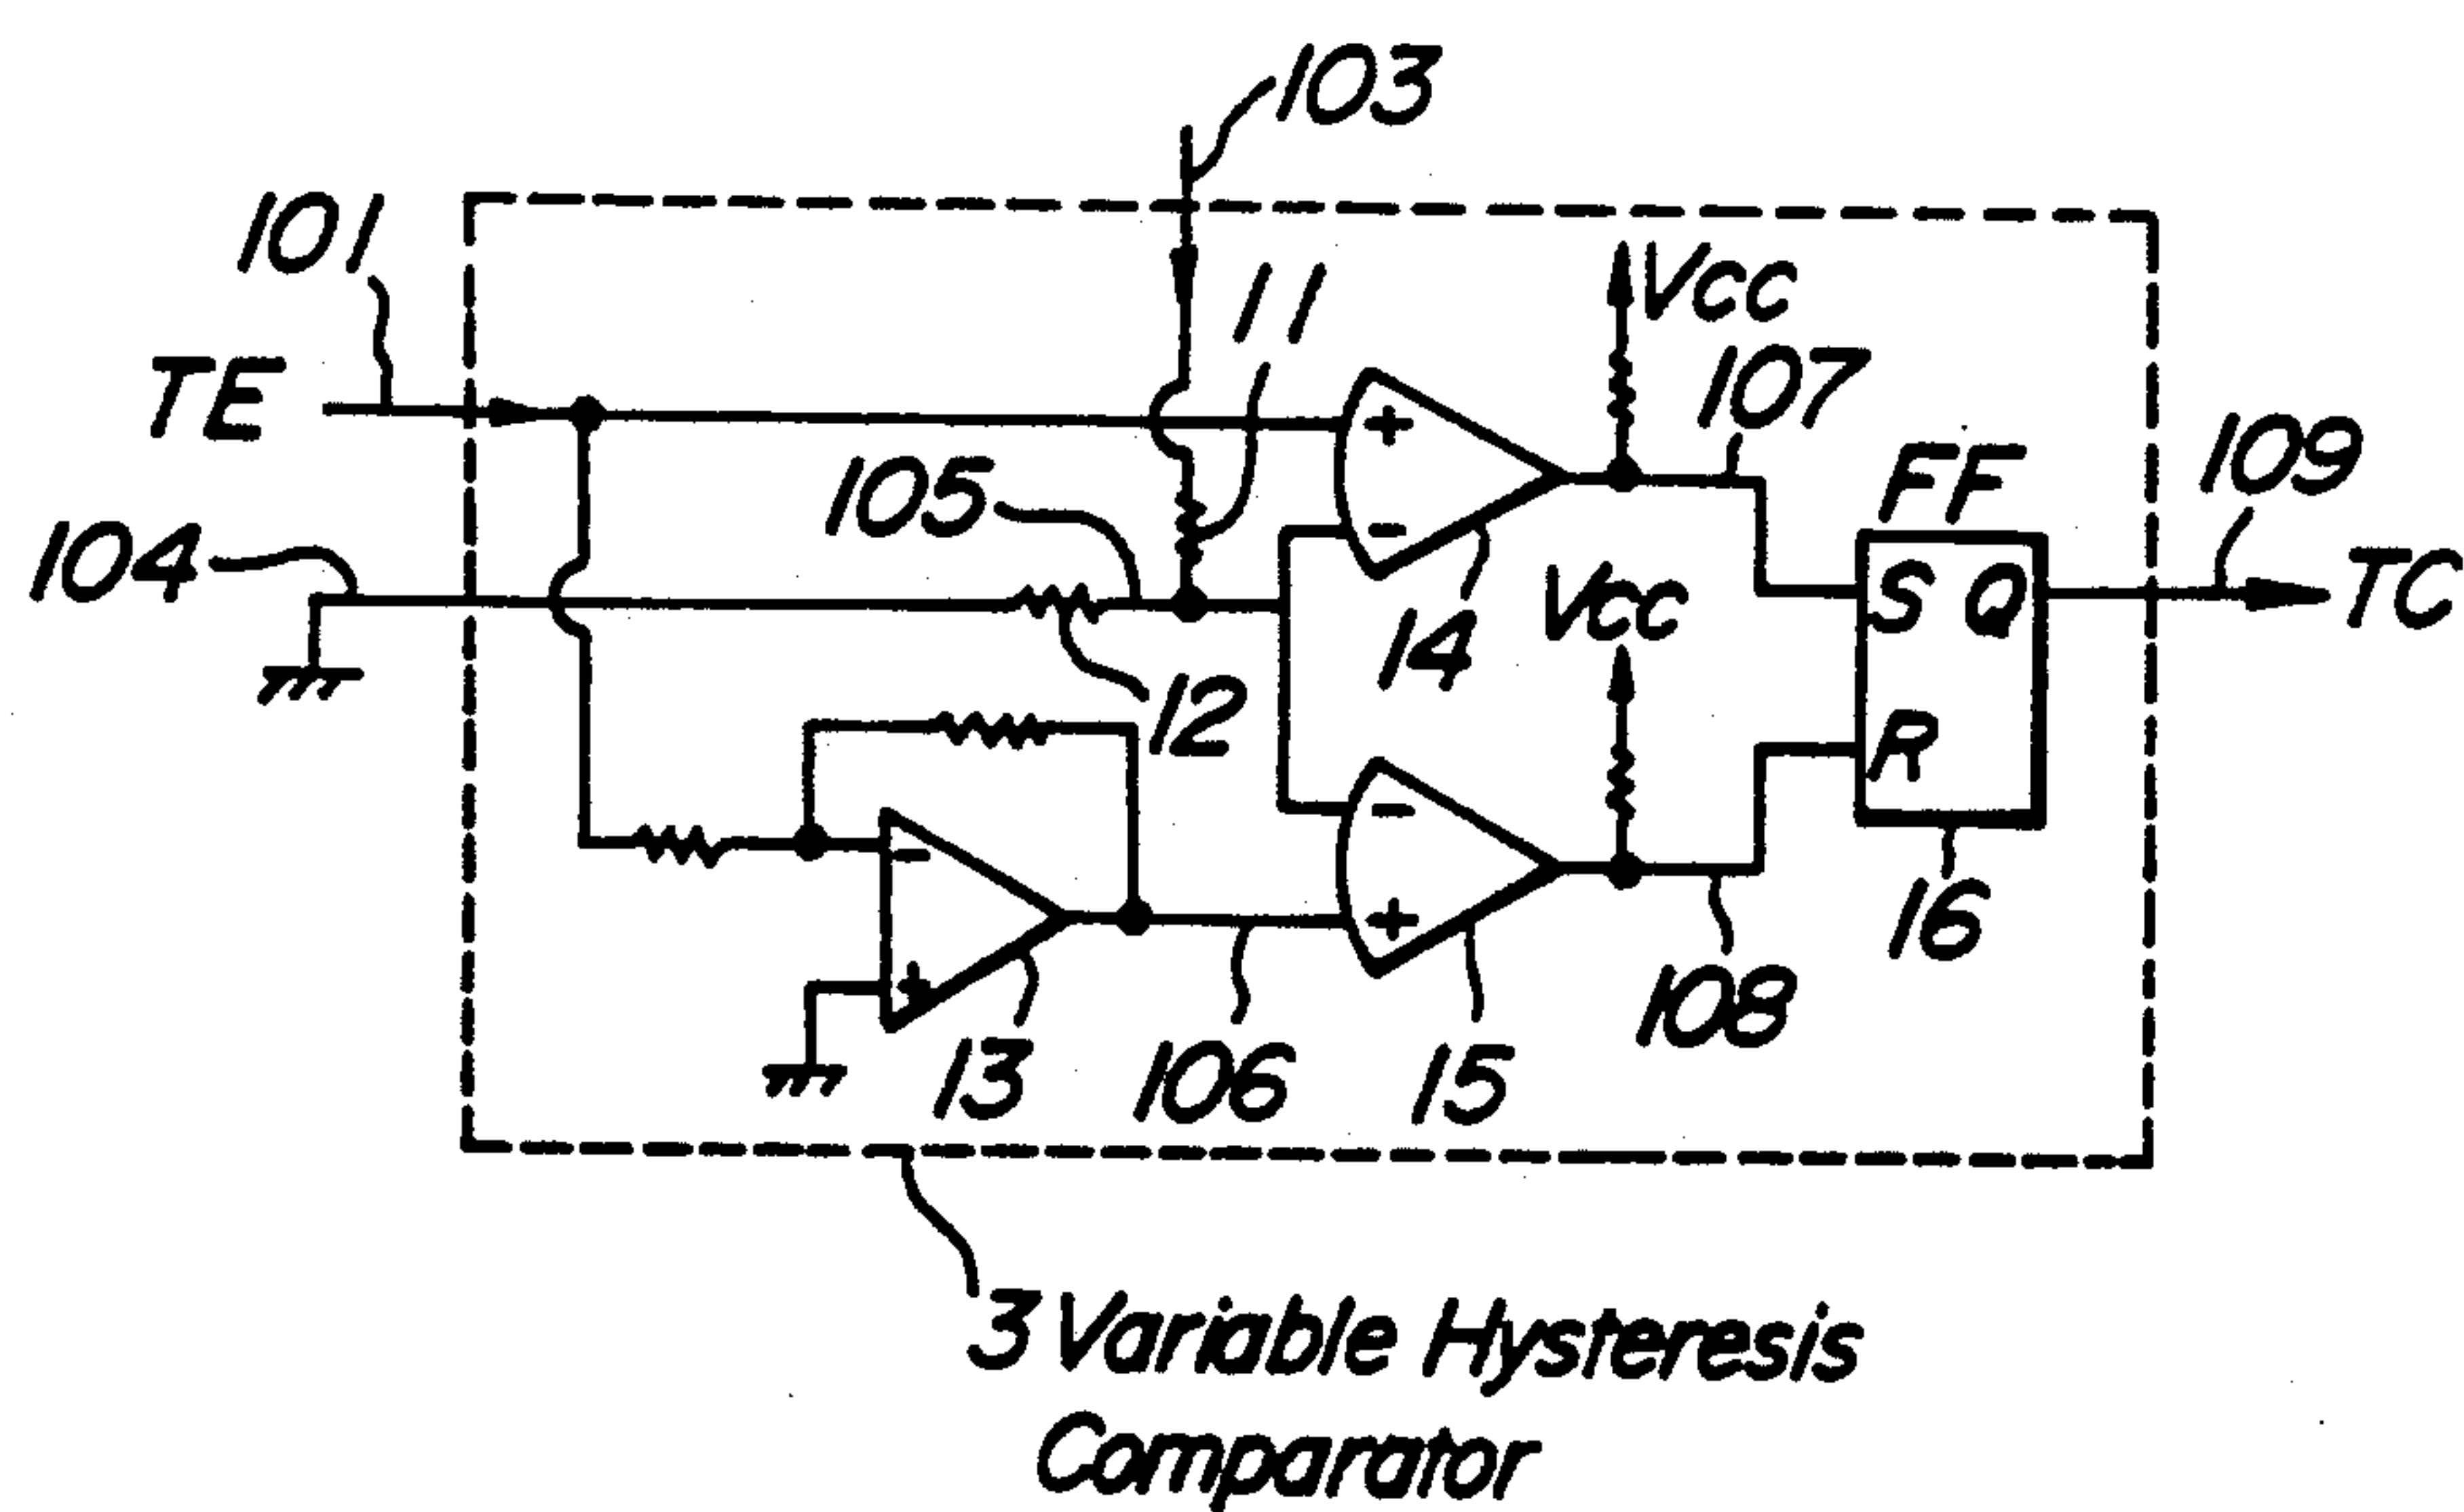 103
101
11
Vcc
107
TE
+
109
105
FF
104
-
S Q
TC
14
Vcc
12
R
-
-
+
16
+
108
13
106
15
3 Variable Hysteresis
Comparator